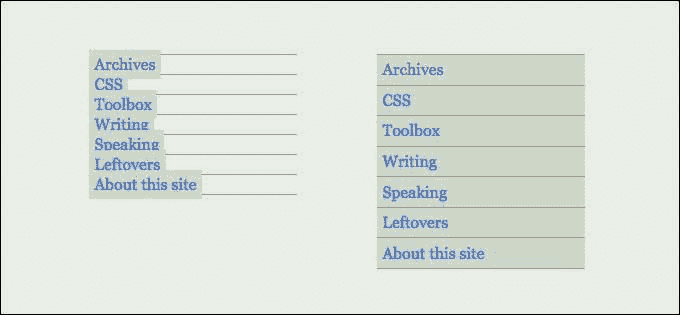 Archives
CSS
Toolbox
Writing
Speaking
Leftovers
About this site
Archives
CSS
Toolbox
Writing
Speaking
Leftovers
About this site